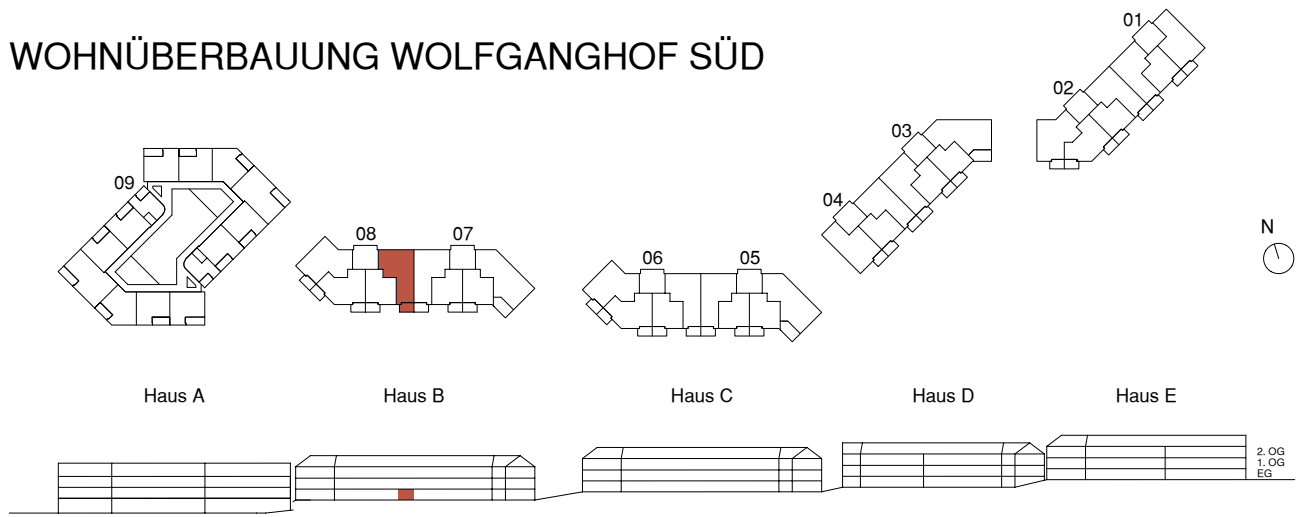 WOHNÜBERBAUUNG WOLFGANGHOF SÜD
01
02
03
04
09
08
07
06
05
N
Haus A
Haus B
Haus C
Haus D
Haus E
2. OG
1. OG
EG